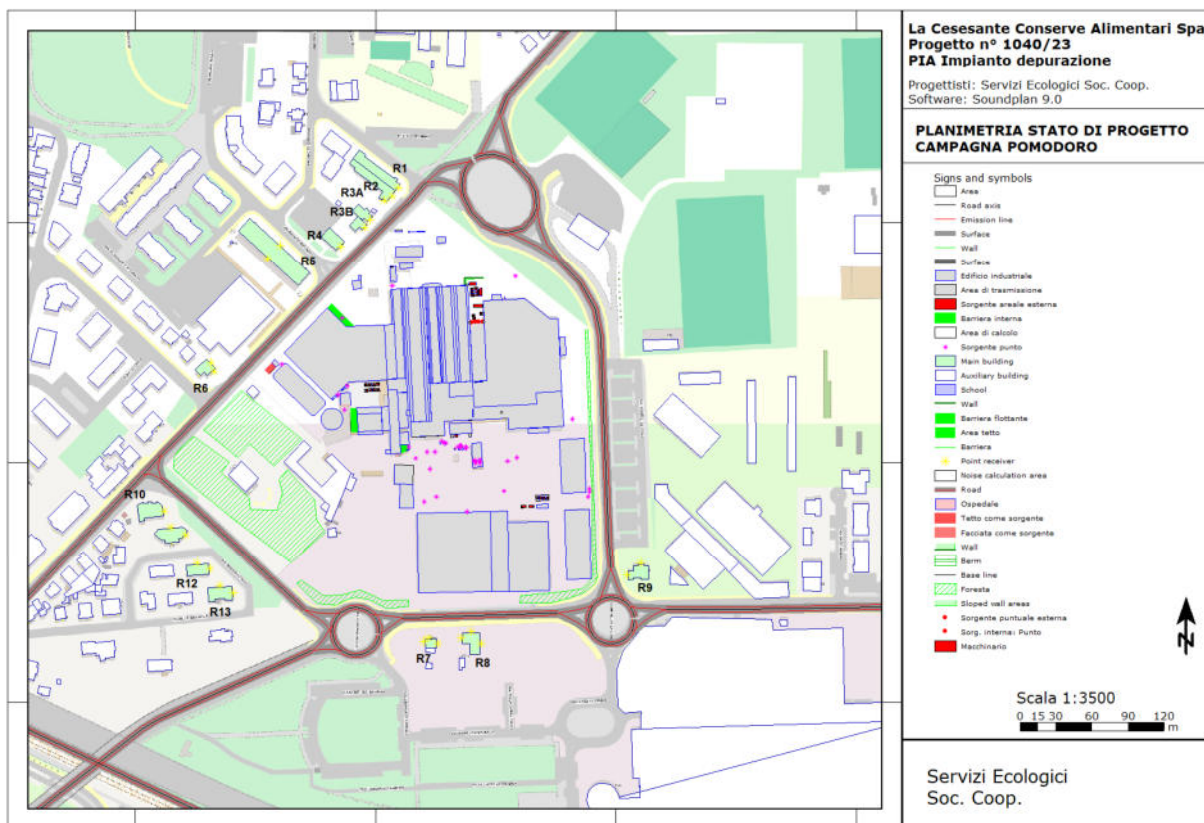 La Cesesante Conserve Alimentari Spa
Progetto n° 1040/23
PIA Impianto depurazione
Progettisti: Servizi Ecologici Soc. Coop.
Software: Soundplan 9.0
PLANIMETRIA STATO DI PROGETTO
CAMPAGNA POMODORO
Signs and symbols
Area
Road axis
Emission line
Surface
Wall
Surface
Edificio industriale
Area di trasmissione
Sorgente areale esterna
Barriera interna
Area di calcolo
Sorgente punto
Main building
Auxiliary building
School
Wall
Barriera flottante
Area tetto
Barriera
Point receiver
Noise calculation area
Road
Ospedale
Tetto come sorgente
Facciata come sorgente
Wall
Berm
Base line
Foresta
Sloped wall areas
Sorgente puntuale esterna
Sorg. interna: Punto
Macchinario
N
Scala 1:3500
0 15 30 60 90 120
m
Servizi Ecologici
Soc. Coop.
R1
R2
R3A
R3B
R4
R5
R6
R10
R12
R13
R7
R8
R9